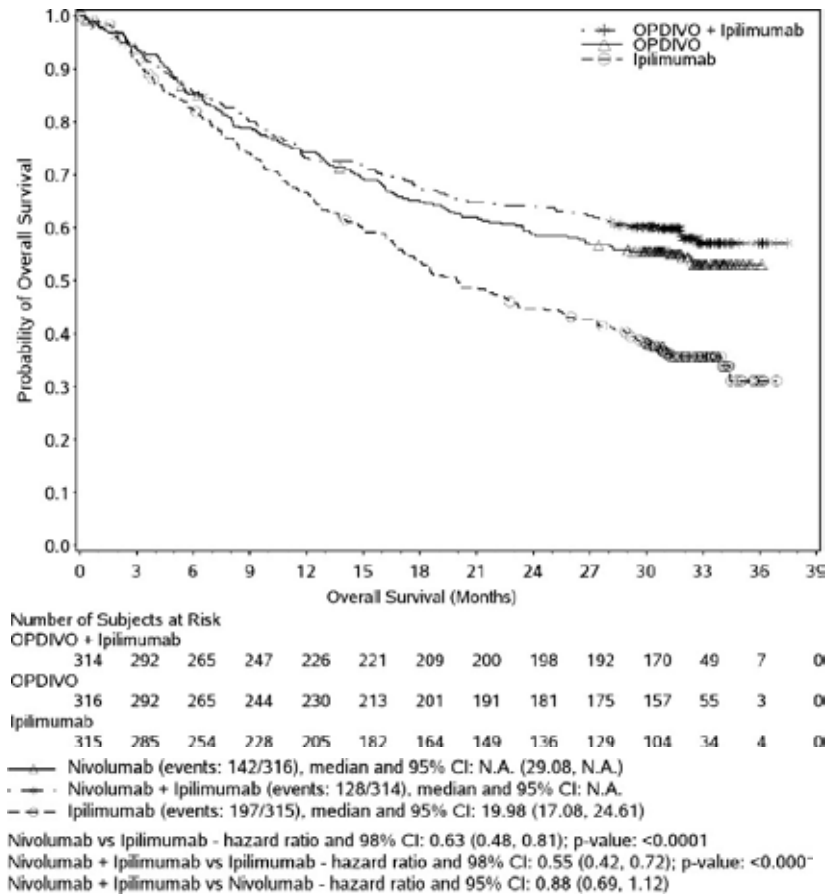 OPDIVO + Ipilimumab
OPDIVO
Ipilimumab
Probability of Overall Survival
1.0
0.9
0.8
0.7
0.6
0.5
0.4
0.3
0.2
0.1
0.0
0 3 6 9 12 15 18 21 24 27 30 33 36 39
Overall Survival (Months)
Number of Subjects at Risk
OPDIVO + Ipilimumab
314 292 265 247 226 221 209 200 198 192 170 49 7 0
OPDIVO
316 292 265 244 230 213 201 191 181 175 157 55 3 0
Ipilimumab
315 285 254 228 205 182 164 149 136 129 104 34 4 0
Nivolumab (events: 142/316), median and 95% CI: N.A. (29.08, N.A.)
Nivolumab + Ipilimumab (events: 128/314), median and 95% CI: N.A.
Ipilimumab (events: 197/315), median and 95% CI: 19.98 (17.08, 24.61)
Nivolumab vs Ipilimumab - hazard ratio and 98% CI: 0.63 (0.48, 0.81); p-value: <0.0001
Nivolumab + Ipilimumab vs Ipilimumab - hazard ratio and 98% CI: 0.55 (0.42, 0.72); p-value: <0.000
Nivolumab + Ipilimumab vs Nivolumab - hazard ratio and 95% CI: 0.88 (0.69, 1.12)